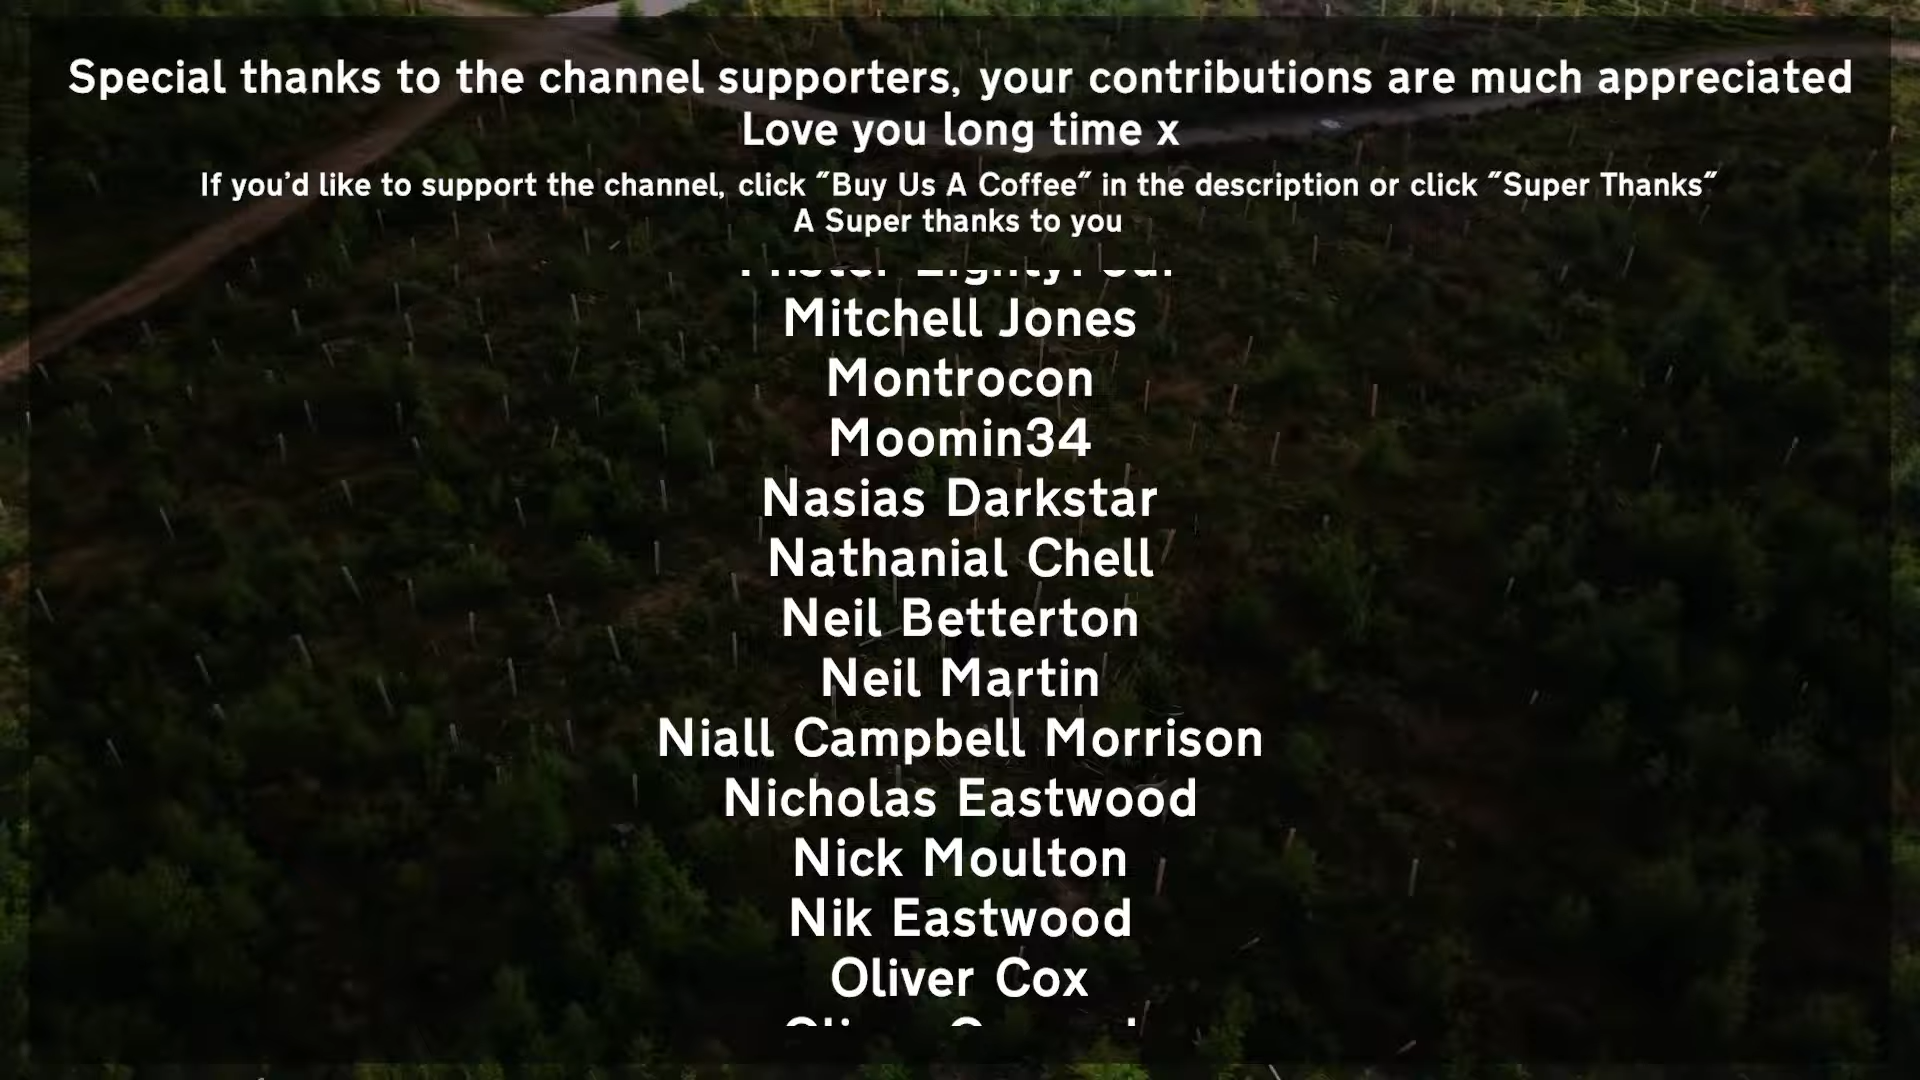 Special thanks to the channel supporters, your contributions are much appreciated
Love you long time x
If you'd like to support the channel, click "Buy Us A Coffee" in the description or click "Super Thanks"
A Super thanks to you
Mitchell Jones
Montrocon
Moomin34
Nasias Darkstar
Nathanial Chell
Neil Betterton
Neil Martin
Niall Campbell Morrison
Nicholas Eastwood
Nick Moulton
Nik Eastwood
Oliver Cox